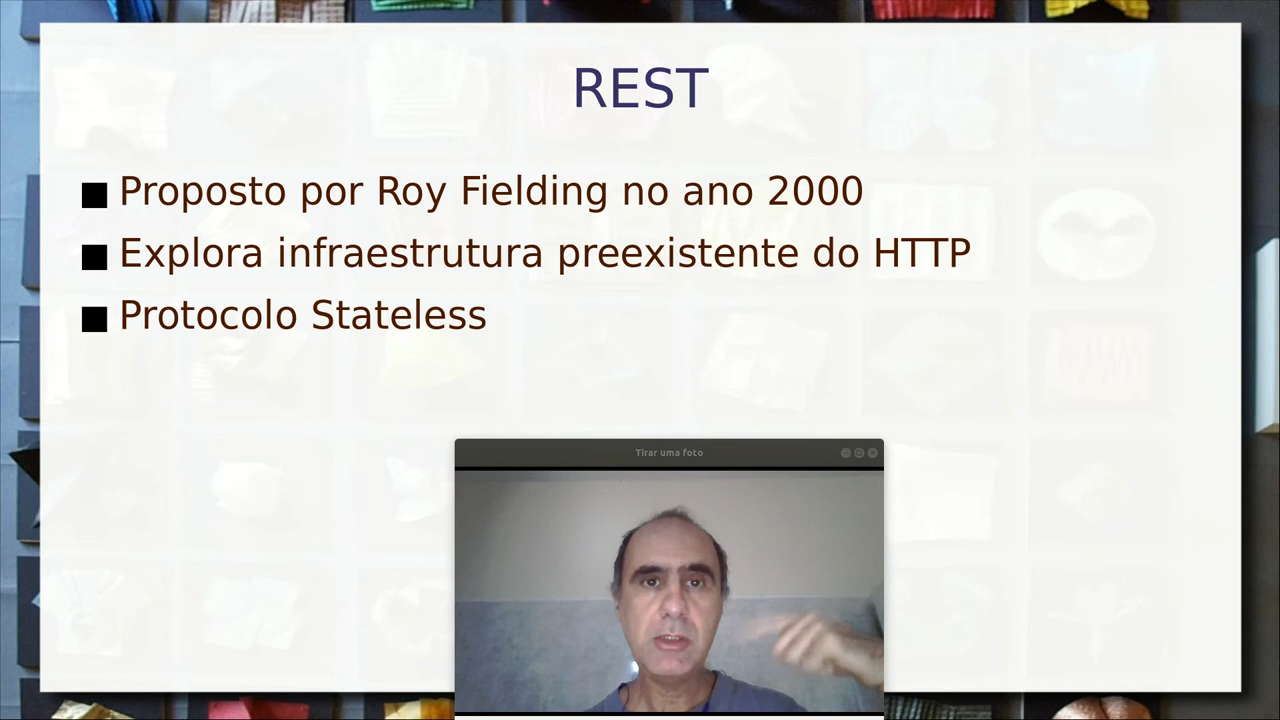 REST
Proposto por Roy Fielding no ano 2000
Explora infraestrutura preexistente do HTTP
Protocolo Stateless
Tirar uma foto